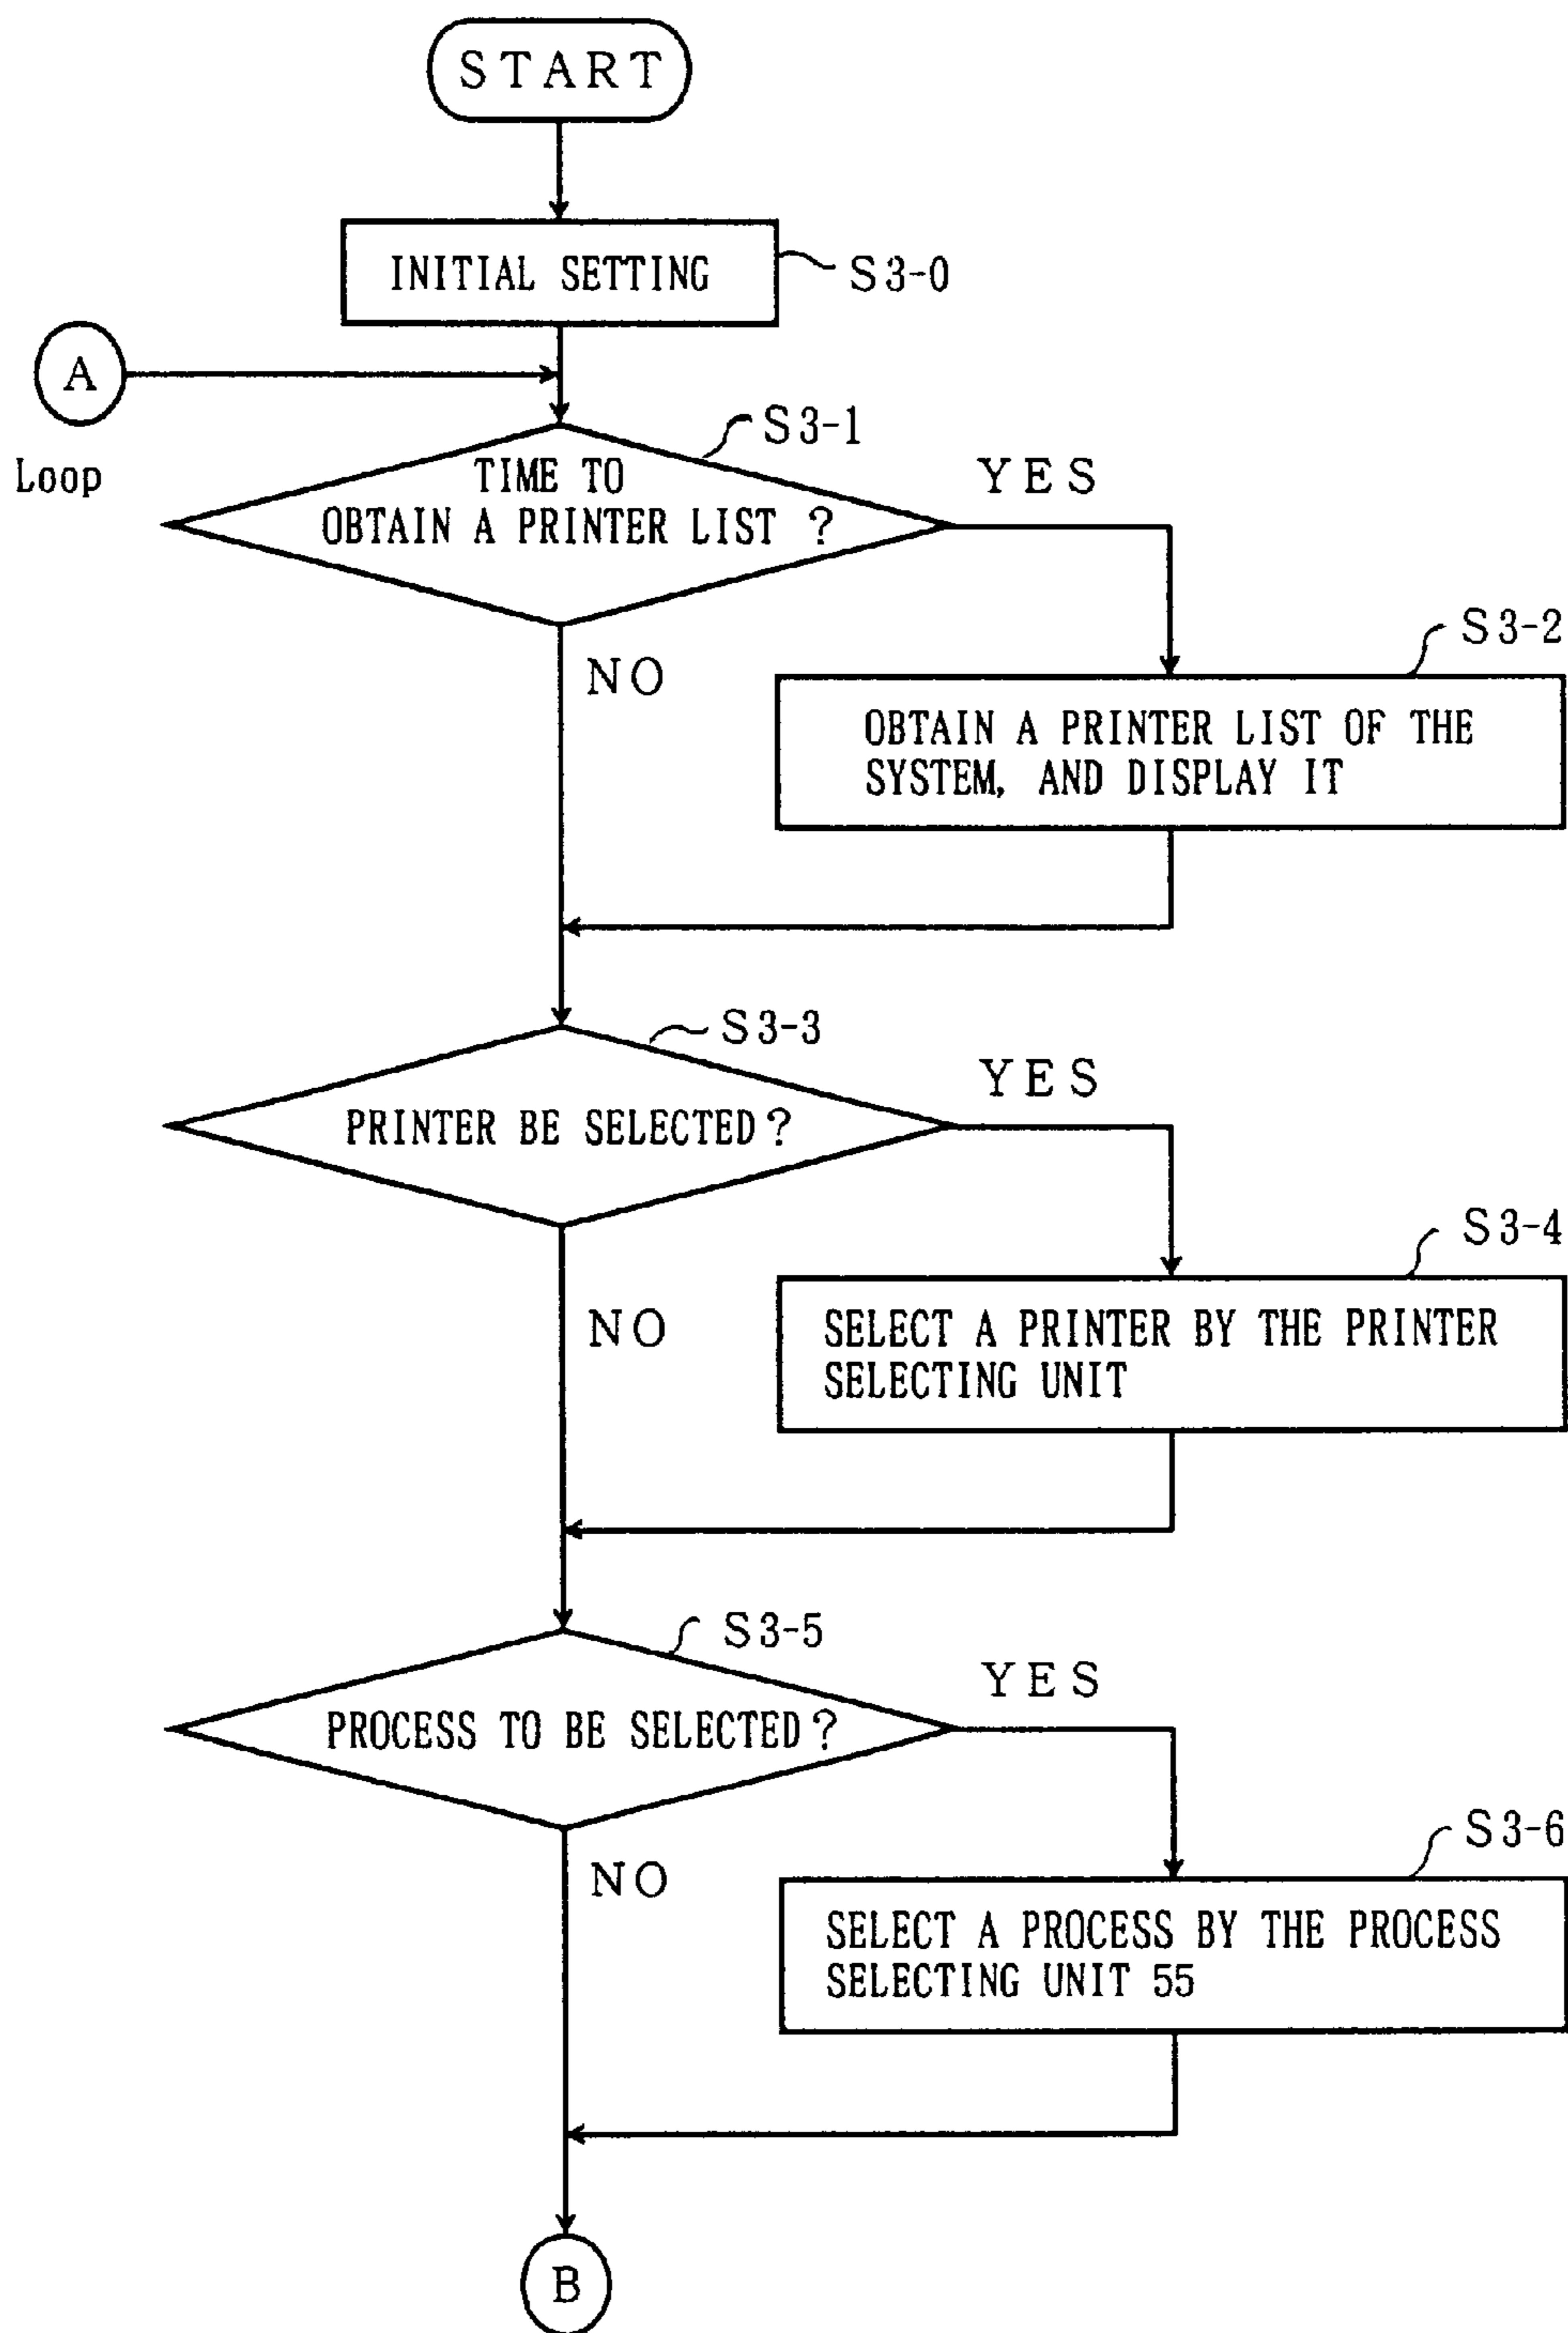 START
INITIAL SETTING
S3-0
A
Loop
S3-1
TIME TO
OBTAIN A PRINTER LIST ?
YES
NO
S3-2
OBTAIN A PRINTER LIST OF THE
SYSTEM, AND DISPLAY IT
S3-3
PRINTER BE SELECTED?
YES
NO
S3-4
SELECT A PRINTER BY THE PRINTER
SELECTING UNIT
S3-5
PROCESS TO BE SELECTED?
YES
NO
S3-6
SELECT A PROCESS BY THE PROCESS
SELECTING UNIT 55
B